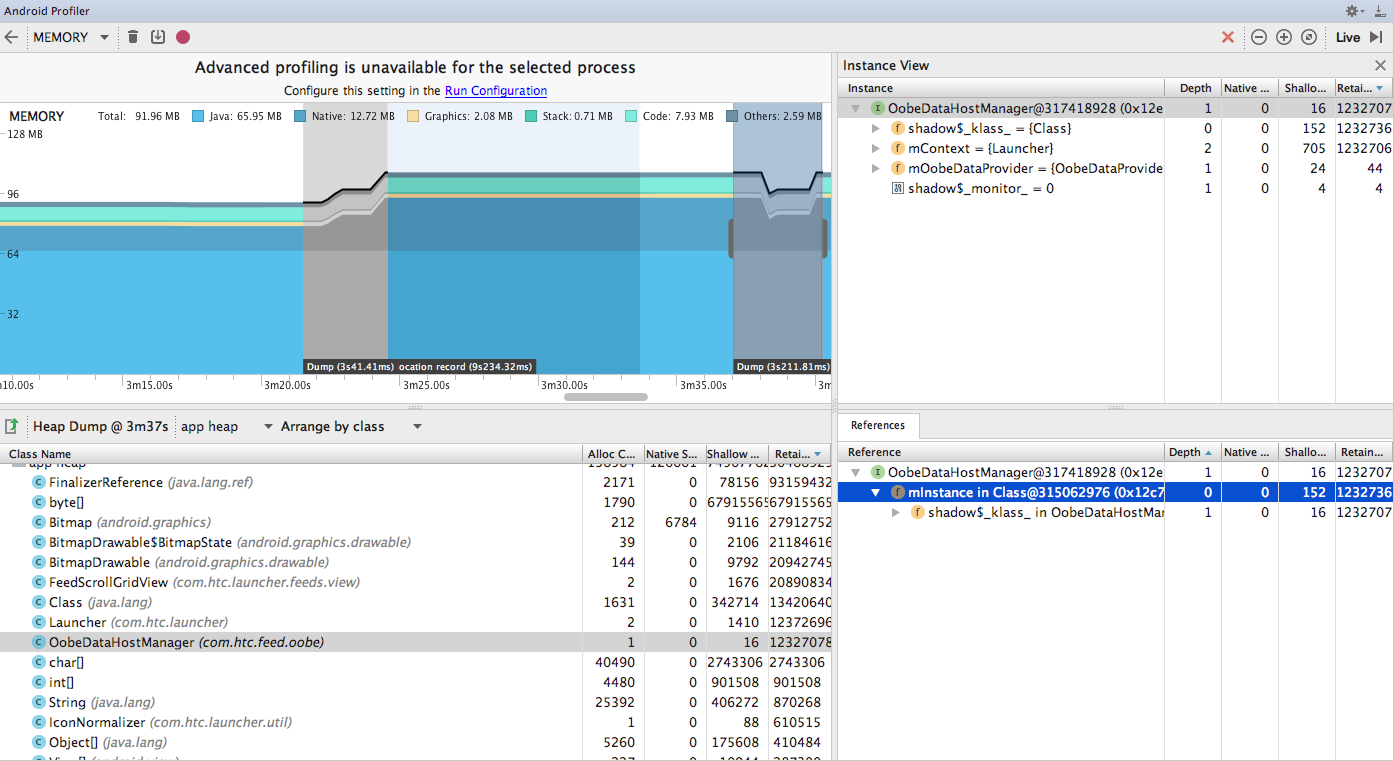 Android Profiler
MEMORY
Live
Advanced profiling is unavailable for the selected process
Configure this setting in the Run Configuration
MEMORY Total: 91.96 MB Java: 65.95 MB Native: 12.72 MB Graphics: 2.08 MB Stack: 0.71 MB Code: 7.93 MB Others: 2.59 MB
128 MB
96
64
32
Dump (3s41.41ms) ocation record (9s234.32ms) Dump (3s211.81ms)
n10.00s 3m15.00s 3m20.00s 3m25.00s 3m30.00s 3m35.00s 3m
Heap Dump @ 3m37s app heap Arrange by class
Class Name Alloc C... Native S... Shallow ... Retai...
app heap
FinalizerReference (java.lang.ref) 2171 0 78156 93159432
byte[] 1790 0 67915565 67915565
Bitmap (android.graphics) 212 6784 9116 27912752
BitmapDrawable$BitmapState (android.graphics.drawable) 39 0 2106 21184616
BitmapDrawable (android.graphics.drawable) 144 0 9792 20942745
FeedScrollGridView (com.htc.launcher.feeds.view) 2 0 1676 20890834
Class (java.lang) 1631 0 342714 13420640
Launcher (com.htc.launcher) 2 0 1410 12372696
OobeDataHostManager (com.htc.feed.oobe) 1 0 16 12327078
char[] 40490 0 2743306 2743306
int[] 4480 0 901508 901508
String (java.lang) 25392 0 406272 870268
IconNormalizer (com.htc.launcher.util) 1 0 88 610515
Object[] (java.lang) 5260 0 175608 410484
Instance View
Instance Depth Native ... Shallo... Retai...
OobeDataHostManager@317418928 (0x12e 1 0 16 1232707
shadow$_klass_ = {Class} 0 0 152 1232736
mContext = {Launcher} 2 0 705 1232706
mOobeDataProvider = {OobeDataProvide 1 0 24 44
shadow$_monitor_ = 0 1 0 4 4
References
Reference Depth Native ... Shallo... Retain...
OobeDataHostManager@317418928 (0x12e 1 0 16 1232707
mInstance in Class@315062976 (0x12c7 0 0 152 1232736
shadow$_klass_ in OobeDataHostMar 1 0 16 1232707